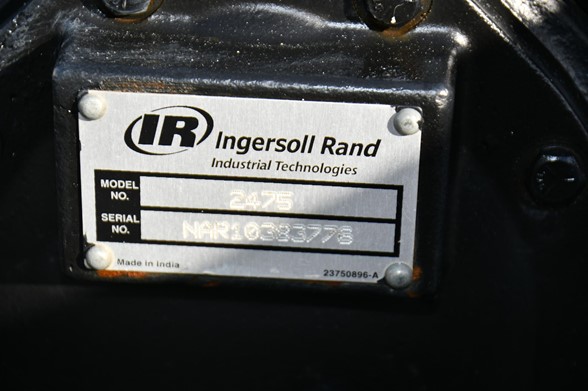 IR Ingersoll Rand
Industrial Technologies
MODEL NO. 2475
SERIAL NO. NAR10383778
Made in India
23750896-A